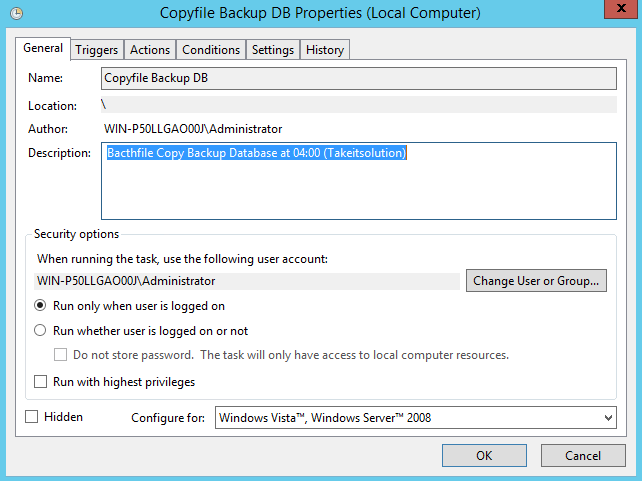 Copyfile Backup DB Properties (Local Computer)
x
General Triggers Actions Conditions Settings History
Name: Copyfile Backup DB
Location: \
Author: WIN-P50LLGAO00J\Administrator
Description: Bacthfile Copy Backup Database at 04:00 (Takeitsolution)
Security options
When running the task, use the following user account:
WIN-P50LLGAO00J\Administrator Change User or Group...
Run only when user is logged on
Run whether user is logged on or not
Do not store password. The task will only have access to local computer resources.
Run with highest privileges
Hidden Configure for: Windows Vista™, Windows Server™ 2008
OK Cancel